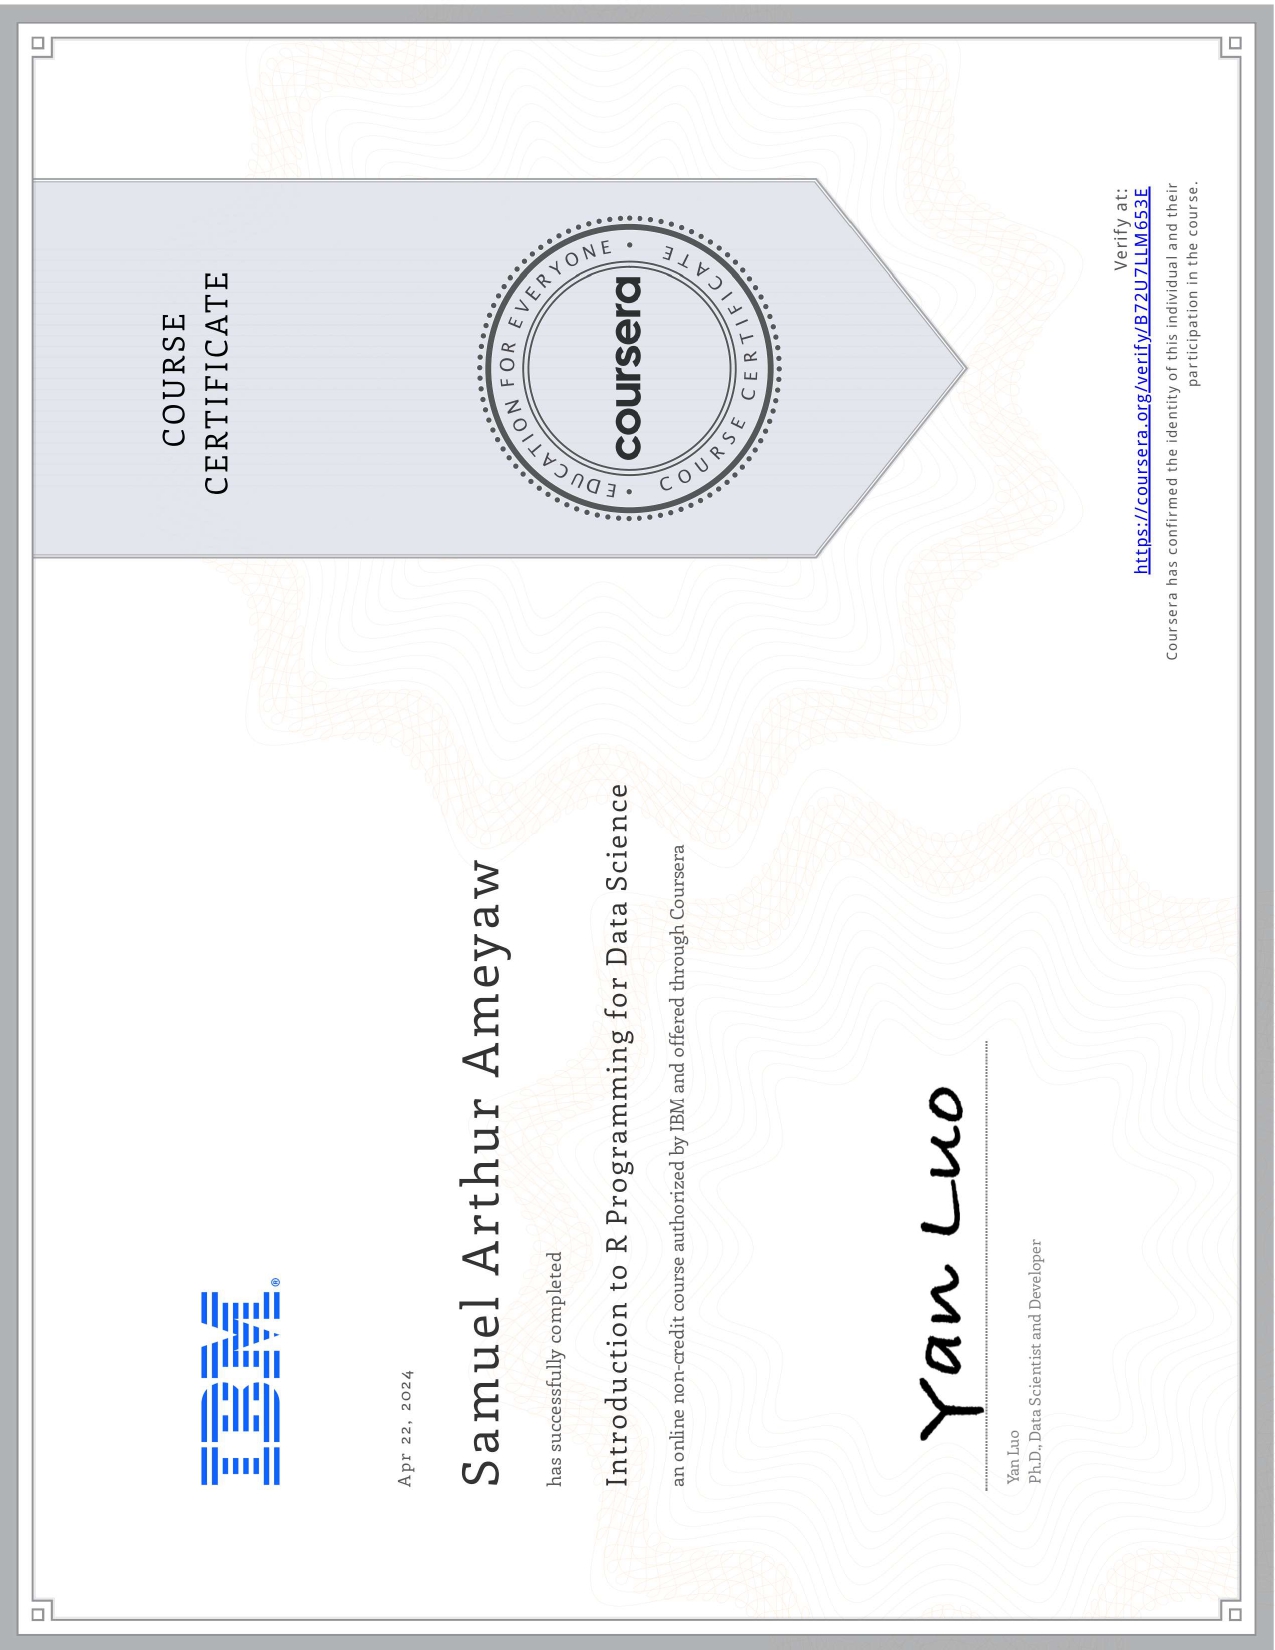 IBM®
COURSE
CERTIFICATE
Apr 22, 2024
Samuel Arthur Ameyaw
has successfully completed
Introduction to R Programming for Data Science
an online non-credit course authorized by IBM and offered through Coursera
• EDUCATION FOR EVERYONE •
coursera
COURSE CERTIFICATE
Yan Luo
Yan Luo
Ph.D., Data Scientist and Developer
Verify at:
https://coursera.org/verify/B72U7LLM653E
Coursera has confirmed the identity of this individual and their
participation in the course.